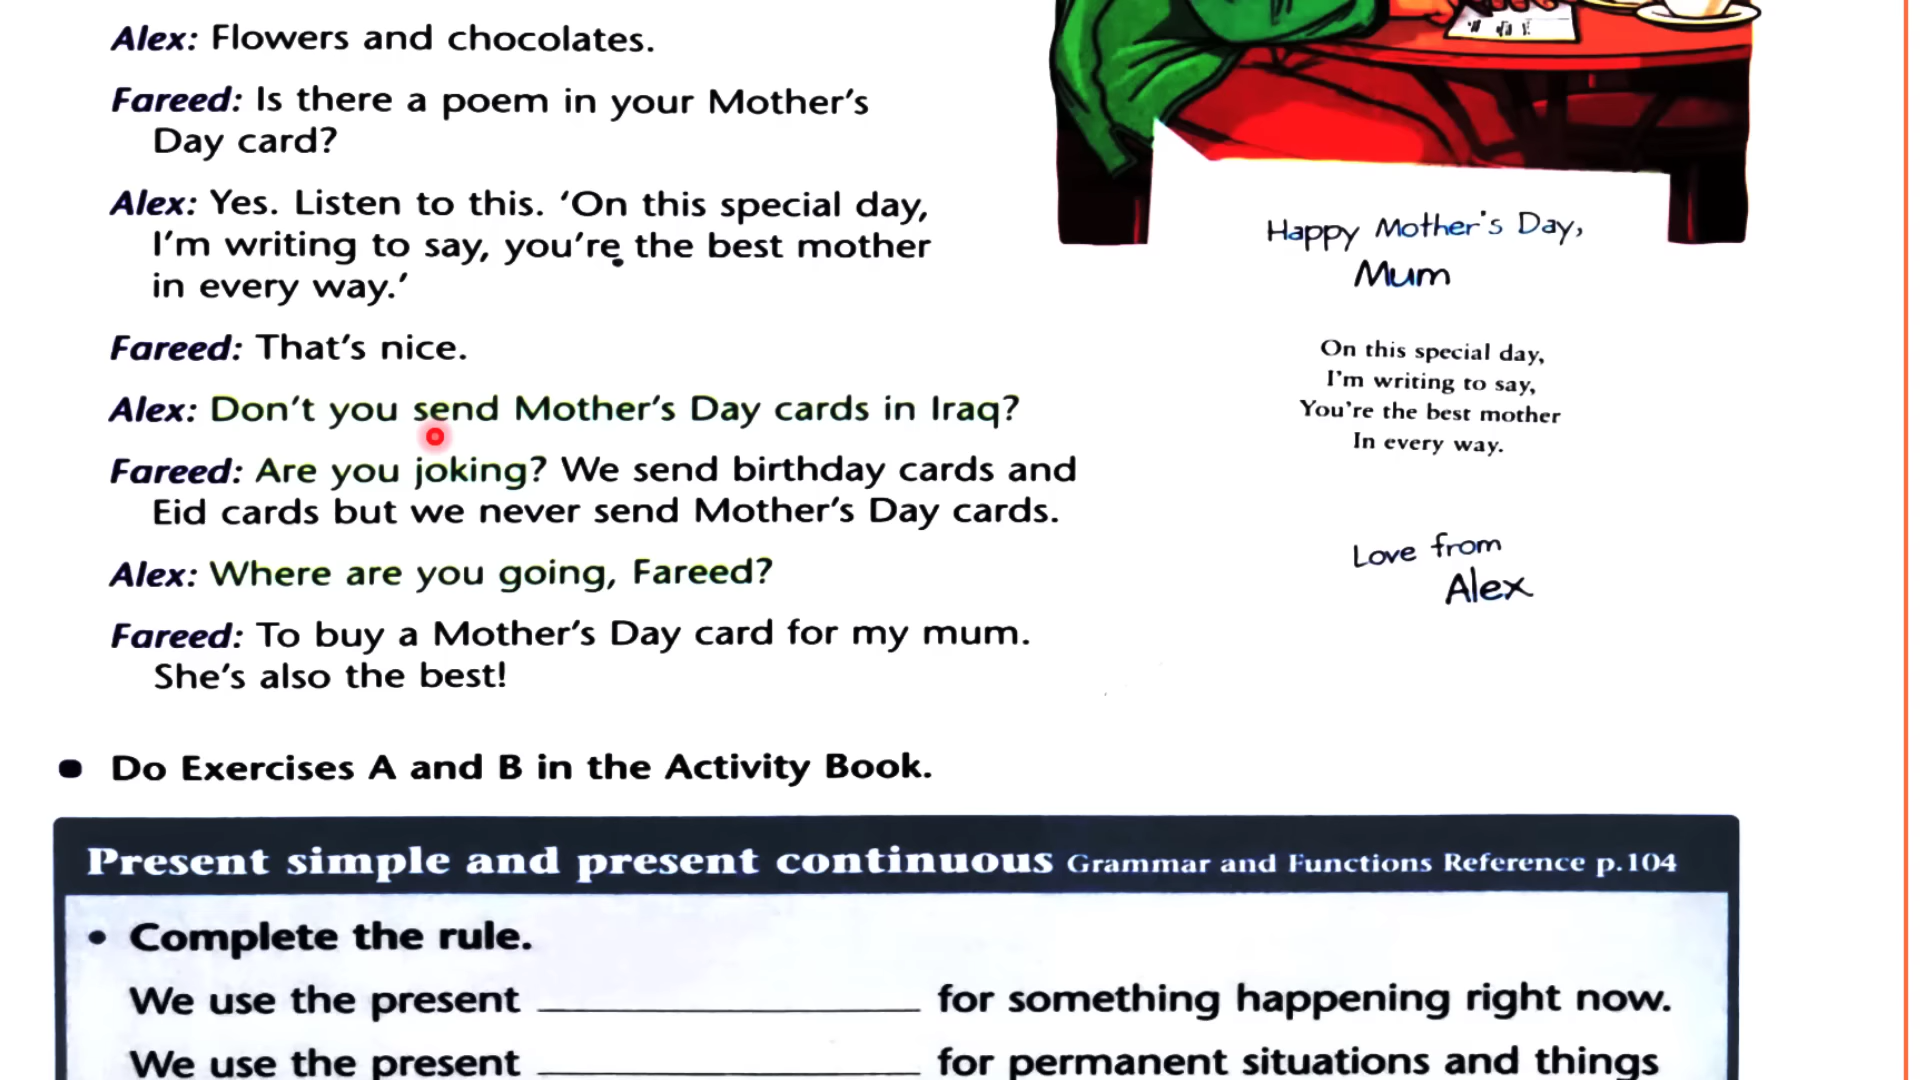 Alex: Flowers and chocolates.
Fareed: Is there a poem in your Mother's
Day card?
Alex: Yes. Listen to this. 'On this special day,
I'm writing to say, you're the best mother
in every way.'
Fareed: That's nice.
Alex: Don't you send Mother's Day cards in Iraq?
Fareed: Are you joking? We send birthday cards and
Eid cards but we never send Mother's Day cards.
Alex: Where are you going, Fareed?
Fareed: To buy a Mother's Day card for my mum.
She's also the best!
Happy Mother's Day,
Mum
On this special day,
I'm writing to say,
You're the best mother
In every way.
Love from
Alex
• Do Exercises A and B in the Activity Book.
Present simple and present continuous Grammar and Functions Reference p.104
• Complete the rule.
We use the present ____________ for something happening right now.
We use the present ____________ for permanent situations and things